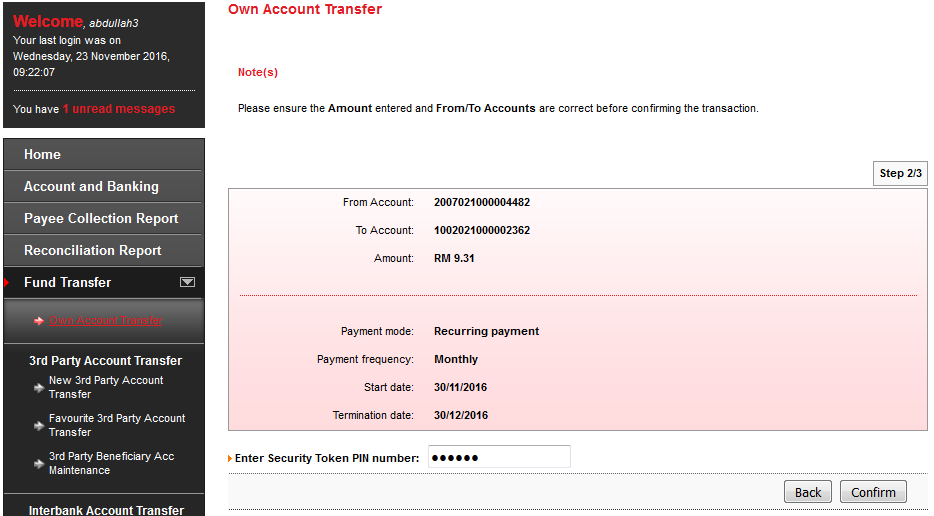 Welcome, abdullah3
Your last login was on
Wednesday, 23 November 2016,
09:22:07
You have 1 unread messages
Home
Account and Banking
Payee Collection Report
Reconciliation Report
Fund Transfer
Own Account Transfer
3rd Party Account Transfer
New 3rd Party Account
Transfer
Favourite 3rd Party Account
Transfer
3rd Party Beneficiary Acc
Maintenance
Interbank Account Transfer
Own Account Transfer
Note(s)
Please ensure the Amount entered and From/To Accounts are correct before confirming the transaction.
Step 2/3
From Account: 2007021000004482
To Account: 1002021000002362
Amount: RM 9.31
Payment mode: Recurring payment
Payment frequency: Monthly
Start date: 30/11/2016
Termination date: 30/12/2016
Enter Security Token PIN number: ●●●●●●
Back Confirm